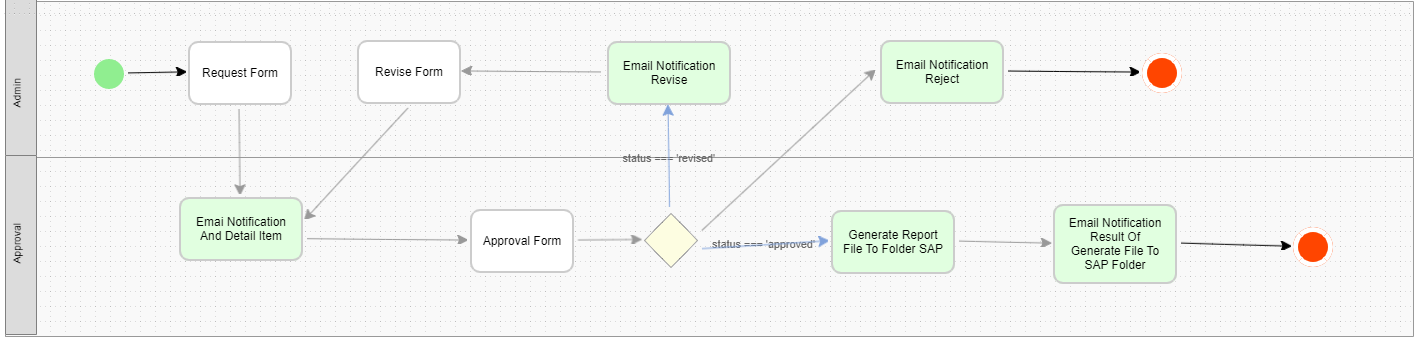 Admin
Request Form
Revise Form
Email Notification
Revise
Email Notification
Reject
status === 'revised'
Approval
Emai Notification
And Detail Item
Approval Form
status === 'approved'
Generate Report
File To Folder SAP
Email Notification
Result Of
Generate File To
SAP Folder